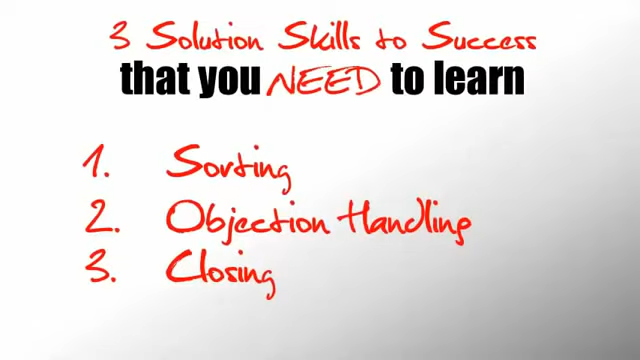 3 Solution Skills to Success
that you NEED to learn
1. Sorting
2. Objection Handling
3. Closing